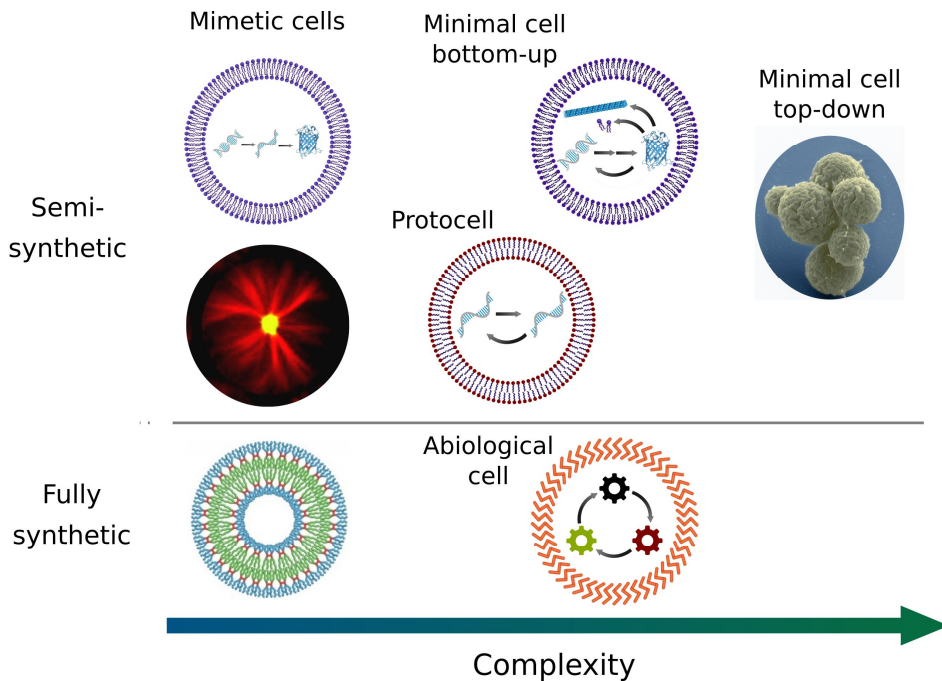 Mimetic cells
Minimal cell
bottom-up
Minimal cell
top-down
Semi-
synthetic
Protocell
Abiological
cell
Fully
synthetic
Complexity